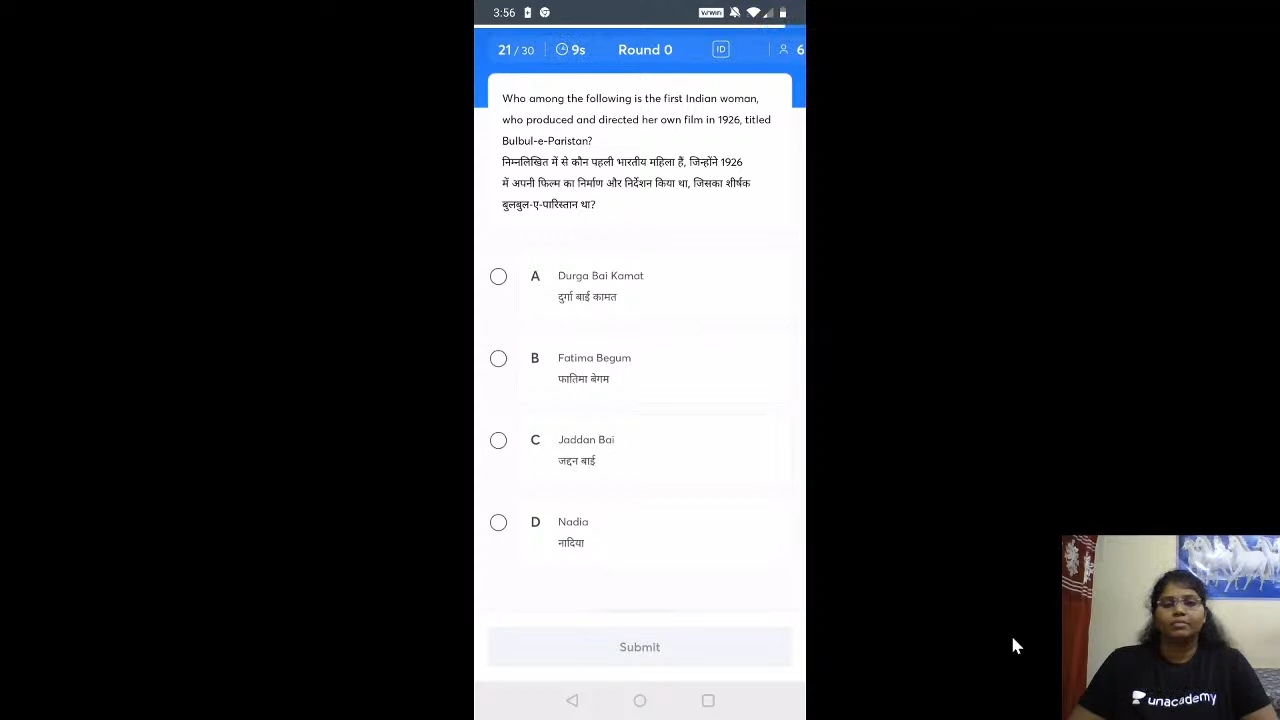 3:56
21 / 30 9s Round 0 ID 6
Who among the following is the first Indian woman,
who produced and directed her own film in 1926, titled
Bulbul-e-Paristan?
निम्नलिखित में से कौन पहली भारतीय महिला हैं, जिन्होंने 1926
में अपनी फिल्म का निर्माण और निर्देशन किया था, जिसका शीर्षक
बुलबुल-ए-पारिस्तान था?
A Durga Bai Kamat
दुर्गा बाई कामत
B Fatima Begum
फातिमा बेगम
C Jaddan Bai
जद्दन बाई
D Nadia
नादिया
Submit
unacademy